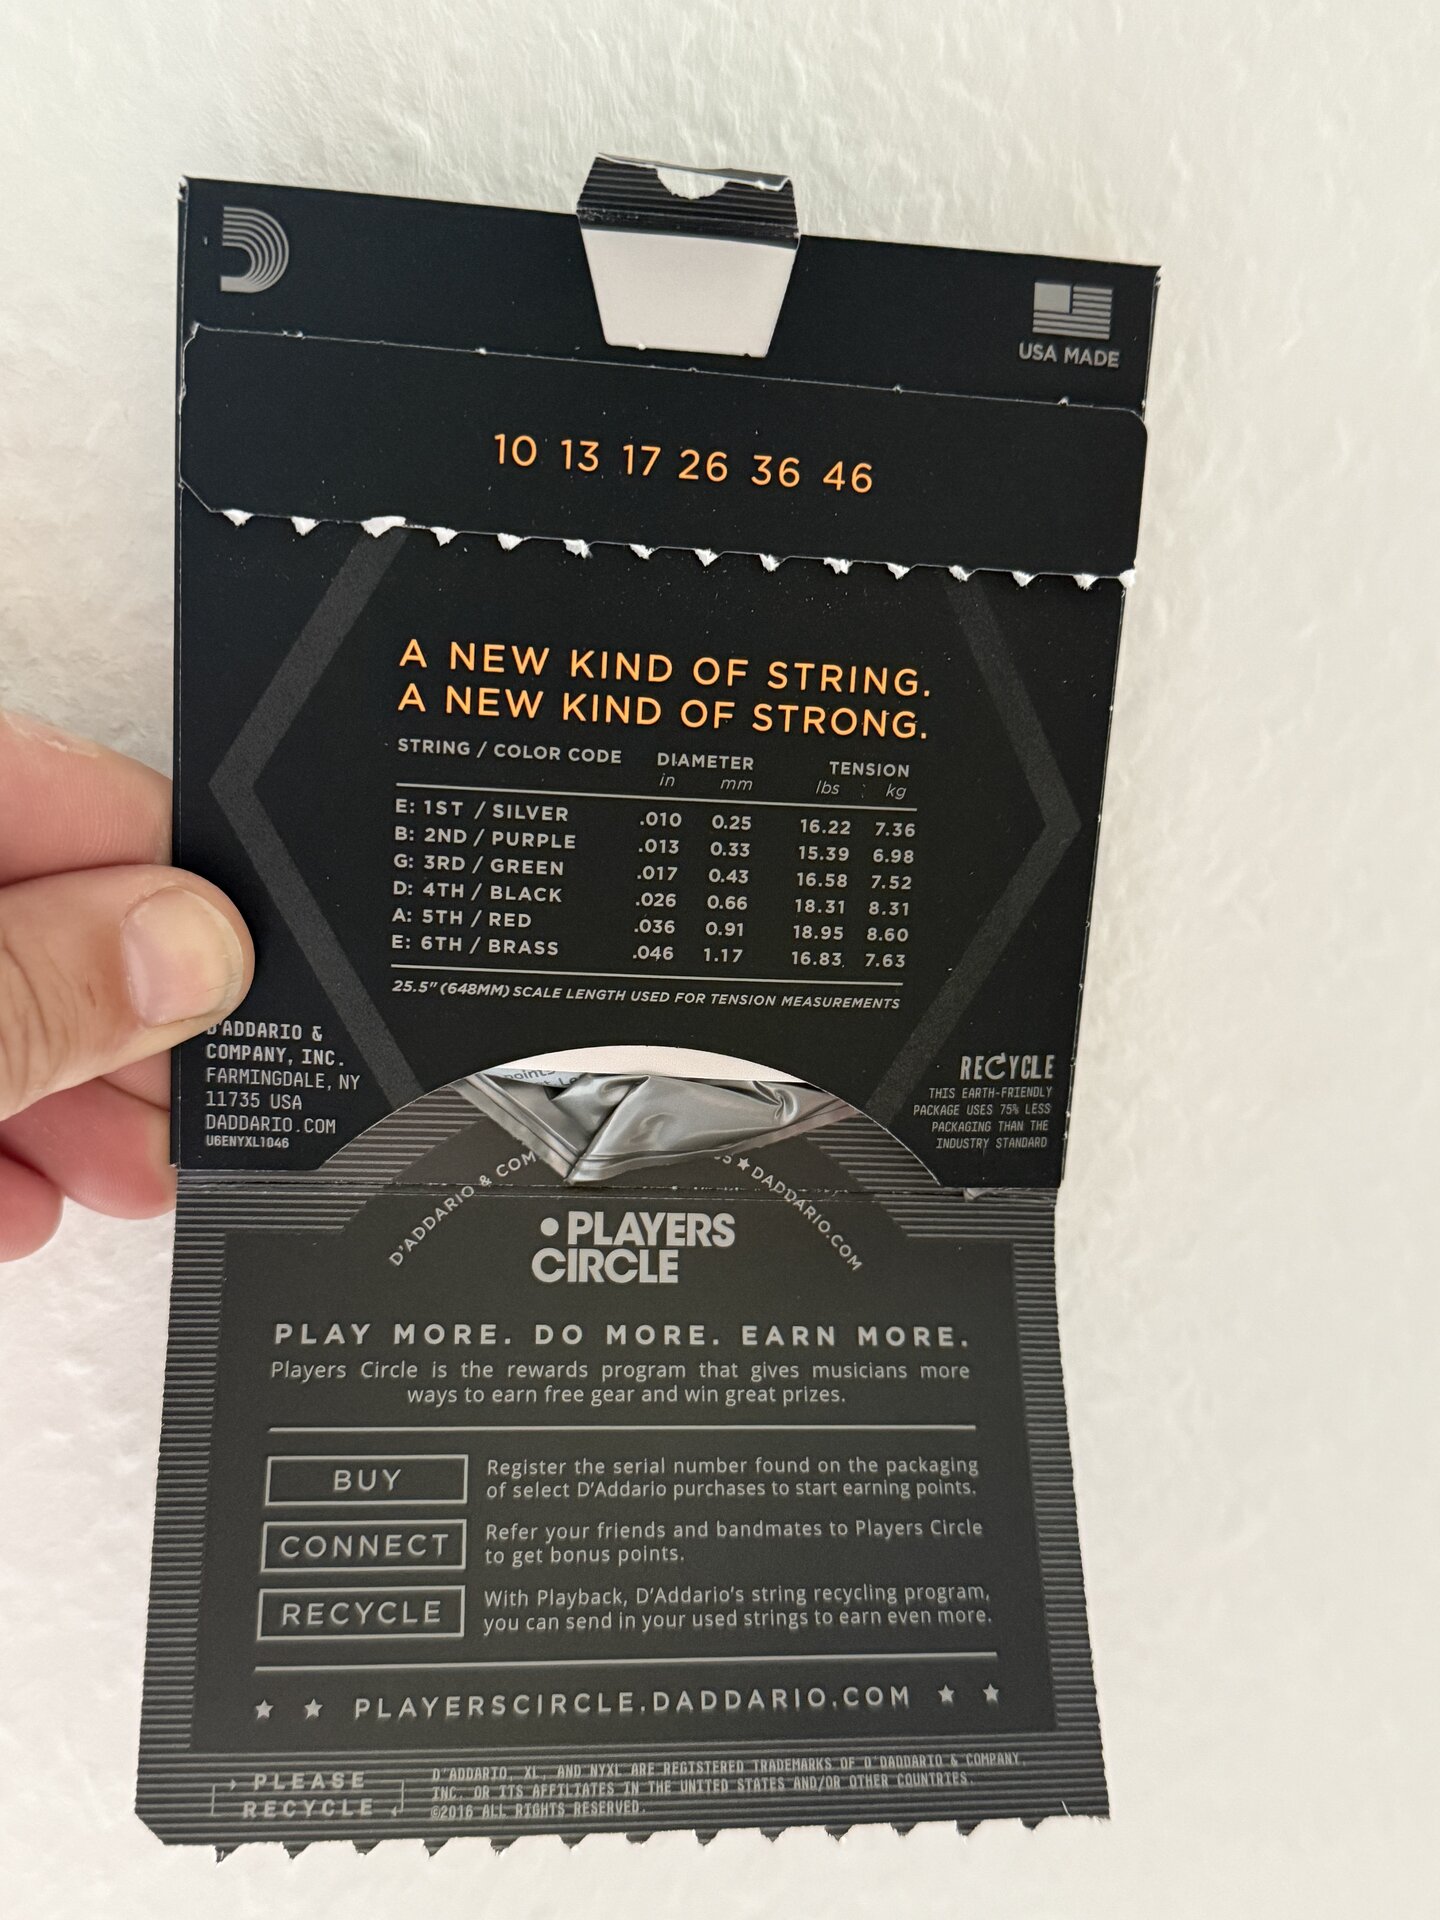 USA MADE
10 13 17 26 36 46
A NEW KIND OF STRING.
A NEW KIND OF STRONG.
STRING / COLOR CODE DIAMETER TENSION
in mm lbs kg
E: 1ST / SILVER .010 0.25 16.22 7.36
B: 2ND / PURPLE .013 0.33 15.39 6.98
G: 3RD / GREEN .017 0.43 16.58 7.52
D: 4TH / BLACK .026 0.66 18.31 8.31
A: 5TH / RED .036 0.91 18.95 8.60
E: 6TH / BRASS .046 1.17 16.83 7.63
25.5" (648MM) SCALE LENGTH USED FOR TENSION MEASUREMENTS
D'ADDARIO &
COMPANY, INC.
FARMINGDALE, NY
11735 USA
DADDARIO.COM
U6ENYXL1046
RECYCLE
THIS EARTH-FRIENDLY
PACKAGE USES 75% LESS
PACKAGING THAN THE
INDUSTRY STANDARD
points
D'ADDARIO & COM
★ DADDARIO.COM
• PLAYERS
CIRCLE
PLAY MORE. DO MORE. EARN MORE.
Players Circle is the rewards program that gives musicians more
ways to earn free gear and win great prizes.
BUY
Register the serial number found on the packaging
of select D'Addario purchases to start earning points.
CONNECT
Refer your friends and bandmates to Players Circle
to get bonus points.
RECYCLE
With Playback, D'Addario's string recycling program,
you can send in your used strings to earn even more.
★ ★ PLAYERSCIRCLE.DADDARIO.COM ★ ★
PLEASE
RECYCLE
D'ADDARIO, XL, AND NYXL ARE REGISTERED TRADEMARKS OF D'DADDARIO & COMPANY,
INC. OR ITS AFFILIATES IN THE UNITED STATES AND/OR OTHER COUNTRIES.
©2016 ALL RIGHTS RESERVED.